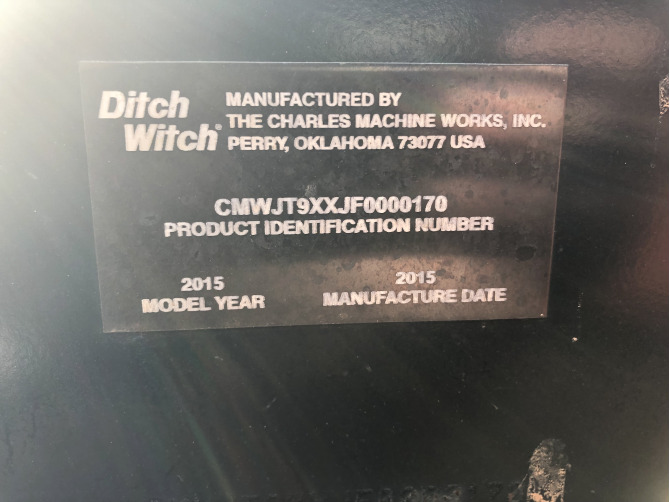 Ditch Witch®
MANUFACTURED BY
THE CHARLES MACHINE WORKS, INC.
PERRY, OKLAHOMA 73077 USA
CMWJT9XXJF0000170
PRODUCT IDENTIFICATION NUMBER
2015
MODEL YEAR
2015
MANUFACTURE DATE